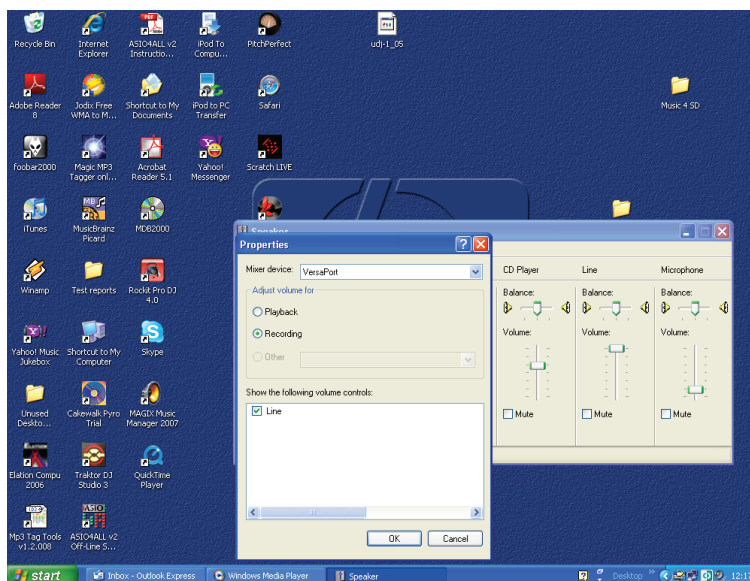 Recycle Bin
Internet
Explorer
ASIO4ALL v2
Instructio...
iPod To
Compu...
PitchPerfect
udj-1_05
Adobe Reader
8
Jodix Free
WMA to M...
Shortcut to My
Documents
iPod to PC
Transfer
Safari
Music 4 SD
foobar2000
Magic MP3
Tagger onl...
Acrobat
Reader 5.1
Yahoo!
Messenger
Scratch LIVE
iTunes
MusicBrainz
Picard
MDB2000
Winamp
Test reports
Rockit Pro DJ
4.0
Yahoo! Music
Jukebox
Shortcut to My
Computer
Skype
Unused
Deskto...
Cakewalk Pyro
Trial
MAGIX Music
Manager 2007
Elation Compu
2006
Traktor DJ
Studio 3
QuickTime
Player
Mp3 Tag Tools
v1.2.008
ASIO4ALL v2
Off-Line S...
Speaker
Properties
Mixer device:
VersaPort
Adjust volume for
Playback
Recording
Other
Show the following volume controls:
Line
OK
Cancel
CD Player
Line
Microphone
Balance:
Balance:
Balance:
Volume:
Volume:
Volume:
Mute
Mute
Mute
start
Inbox - Outlook Express
Windows Media Player
Speaker
Desktop